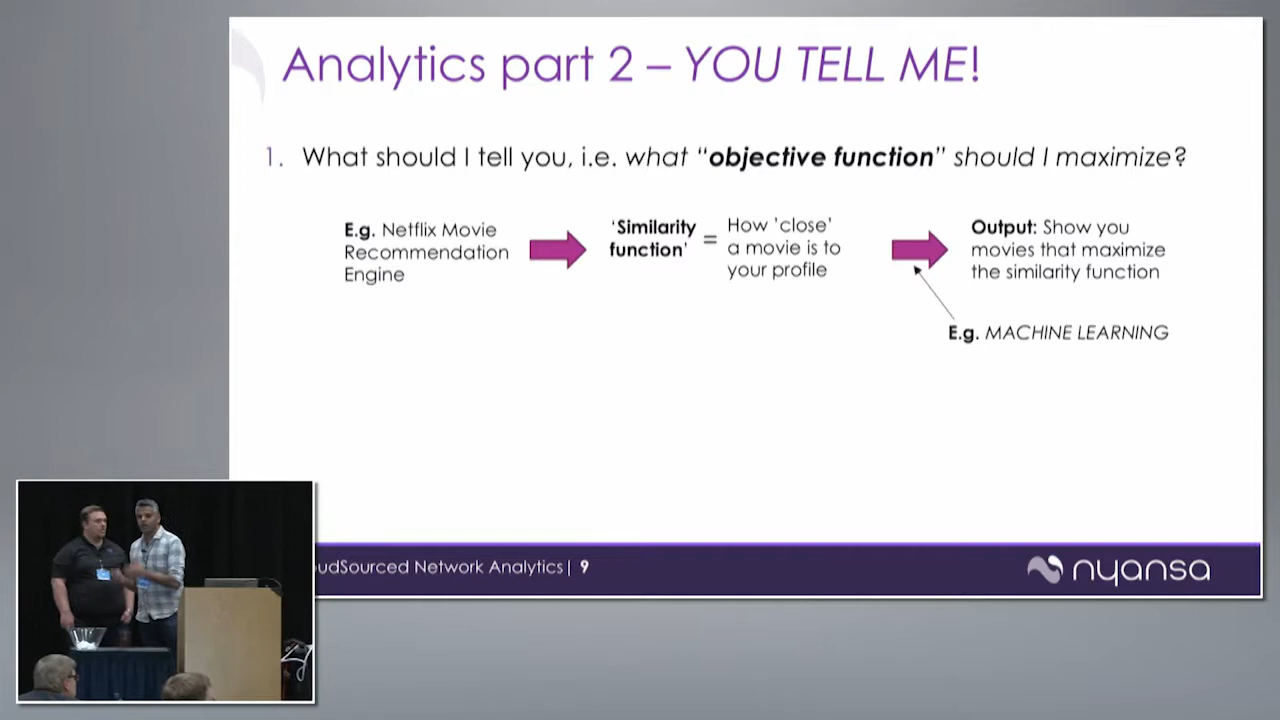 Analytics part 2 – YOU TELL ME!
1. What should I tell you, i.e. what “objective function” should I maximize?
E.g. Netflix Movie
Recommendation
Engine
‘Similarity
function’
=
How 'close'
a movie is to
your profile
Output: Show you
movies that maximize
the similarity function
E.g. MACHINE LEARNING
oudSourced Network Analytics| 9
nyansa